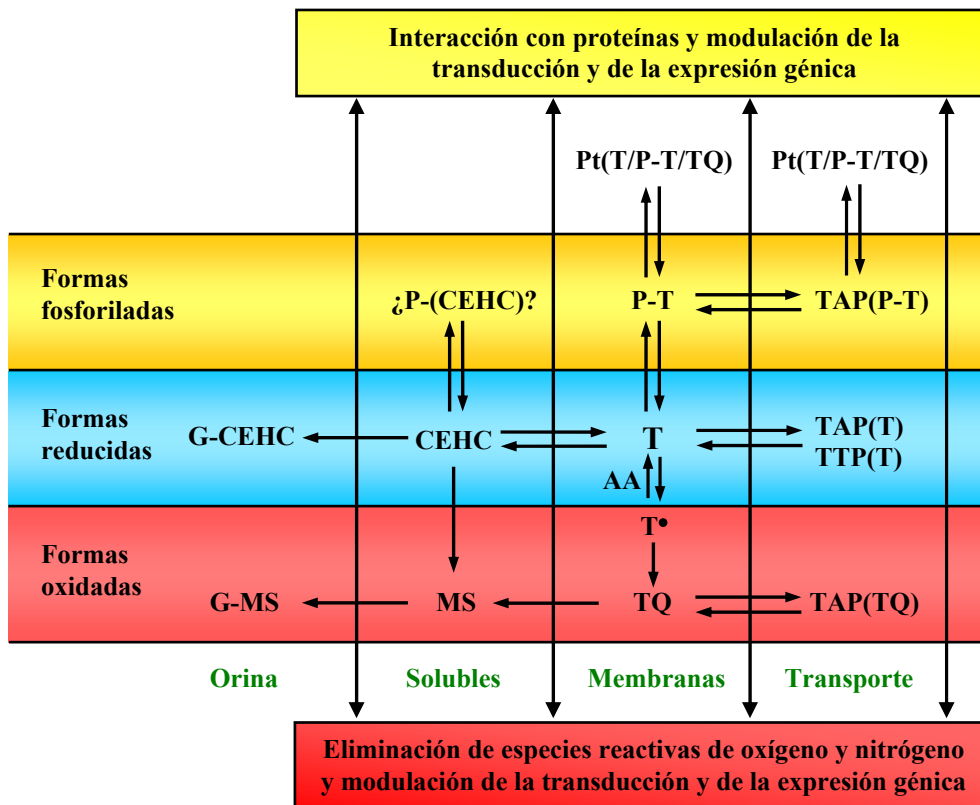 Interacción con proteínas y modulación de la
transducción y de la expresión génica
Pt(T/P-T/TQ) Pt(T/P-T/TQ)
Formas
fosforiladas
¿P-(CEHC)? P-T TAP(P-T)
Formas
reducidas
G-CEHC CEHC T TAP(T)
TTP(T)
AA
T•
Formas
oxidadas
G-MS MS TQ TAP(TQ)
Orina Solubles Membranas Transporte
Eliminación de especies reactivas de oxígeno y nitrógeno
y modulación de la transducción y de la expresión génica